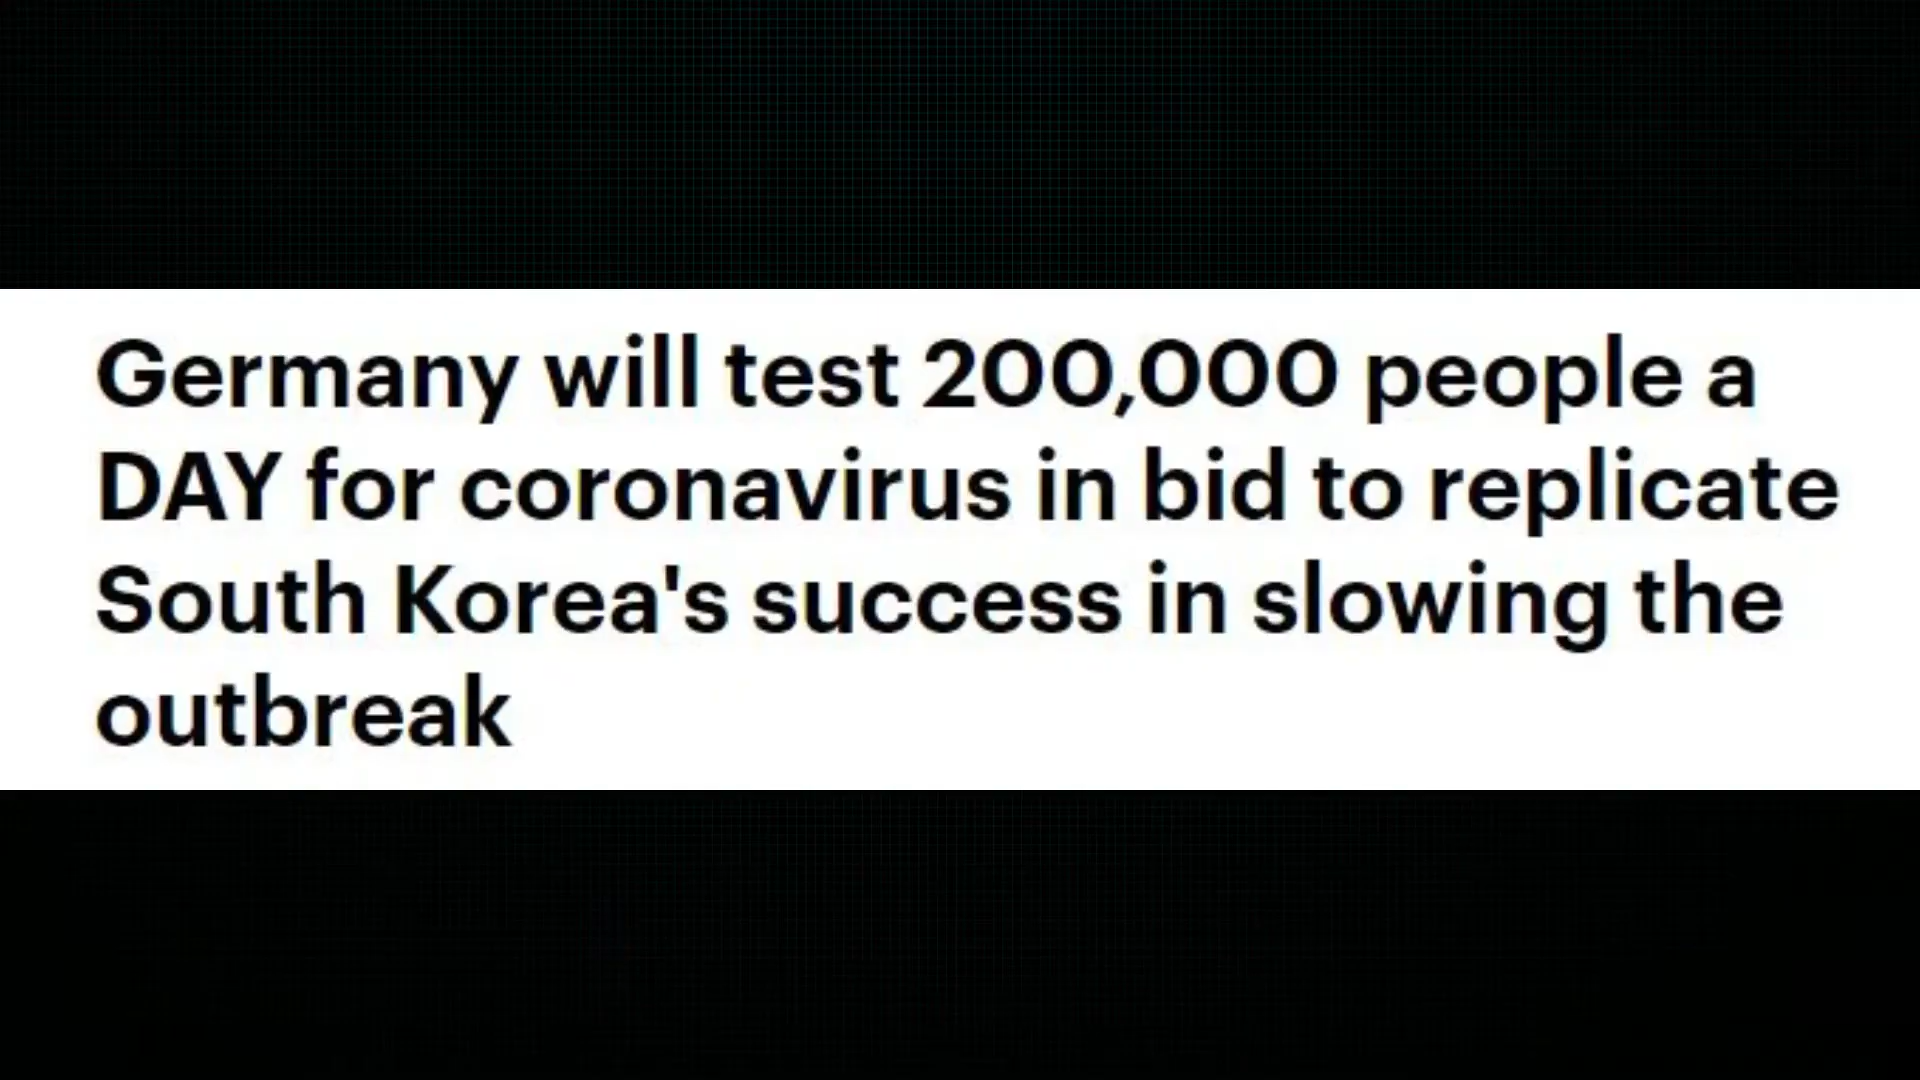 Germany will test 200,000 people a
DAY for coronavirus in bid to replicate
South Korea's success in slowing the
outbreak